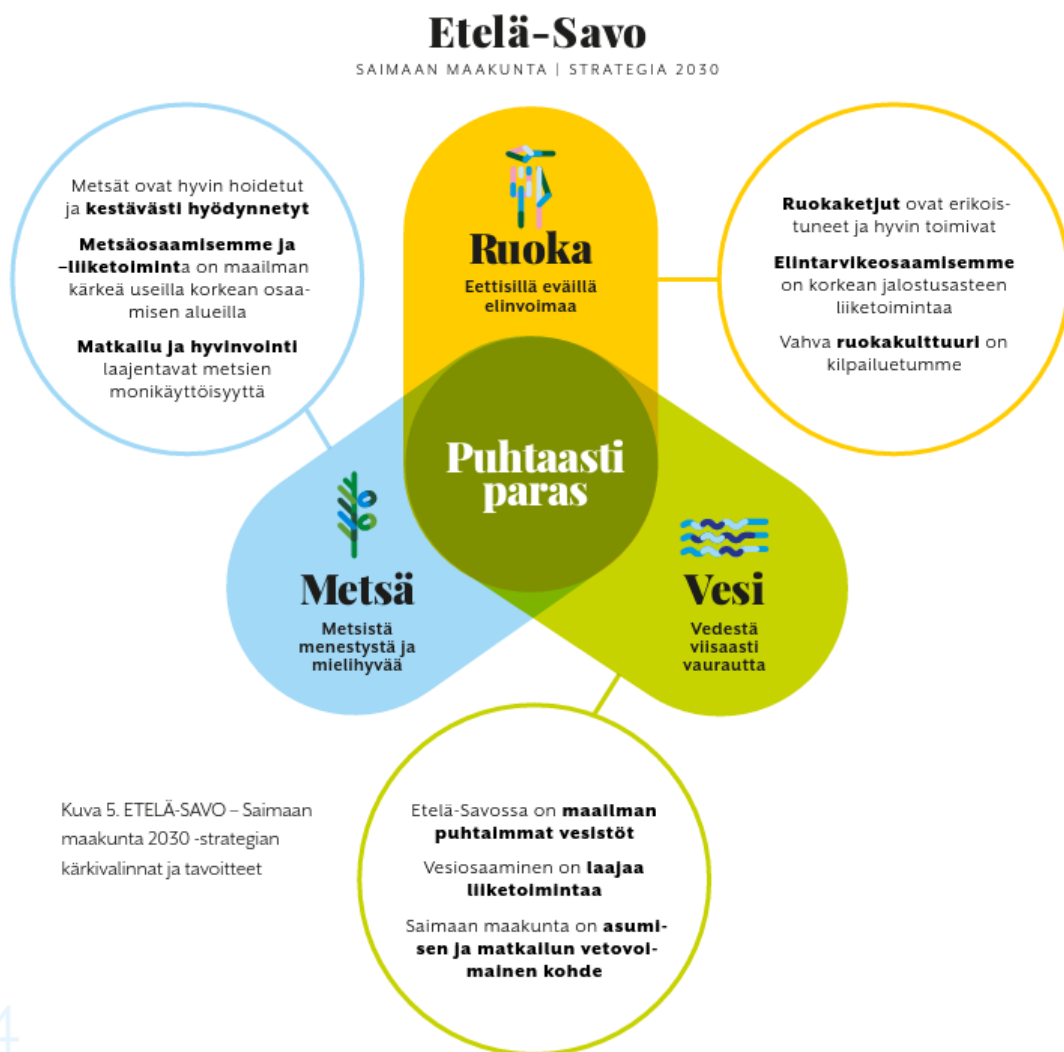 Etelä-Savo
SAIMAAN MAAKUNTA | STRATEGIA 2030
Metsät ovat hyvin hoidetut
ja kestävästi hyödynnetyt
Metsäosaamisemme ja
–liiketoiminta on maailman
kärkeä useilla korkean osaa-
misen alueilla
Matkailu ja hyvinvointi
laajentavat metsien
monikäyttöisyyttä
Ruoka
Eettisillä eväillä
elinvoimaa
Ruokaketjut ovat erikois-
tuneet ja hyvin toimivat
Elintarvikeosaamisemme
on korkean jalostusasteen
liiketoimintaa
Vahva ruokakulttuuri on
kilpailuetumme
Puhtaasti
paras
Metsä
Metsistä
menestystä ja
mielihyvää
Vesi
Vedestä
viisaasti
vaurautta
Etelä-Savossa on maailman
puhtaimmat vesistöt
Vesiosaaminen on laajaa
liiketoimintaa
Saimaan maakunta on asumi-
sen ja matkailun vetovoi-
mainen kohde
Kuva 5. ETELÄ-SAVO – Saimaan
maakunta 2030 -strategian
kärkivalinnat ja tavoitteet
4